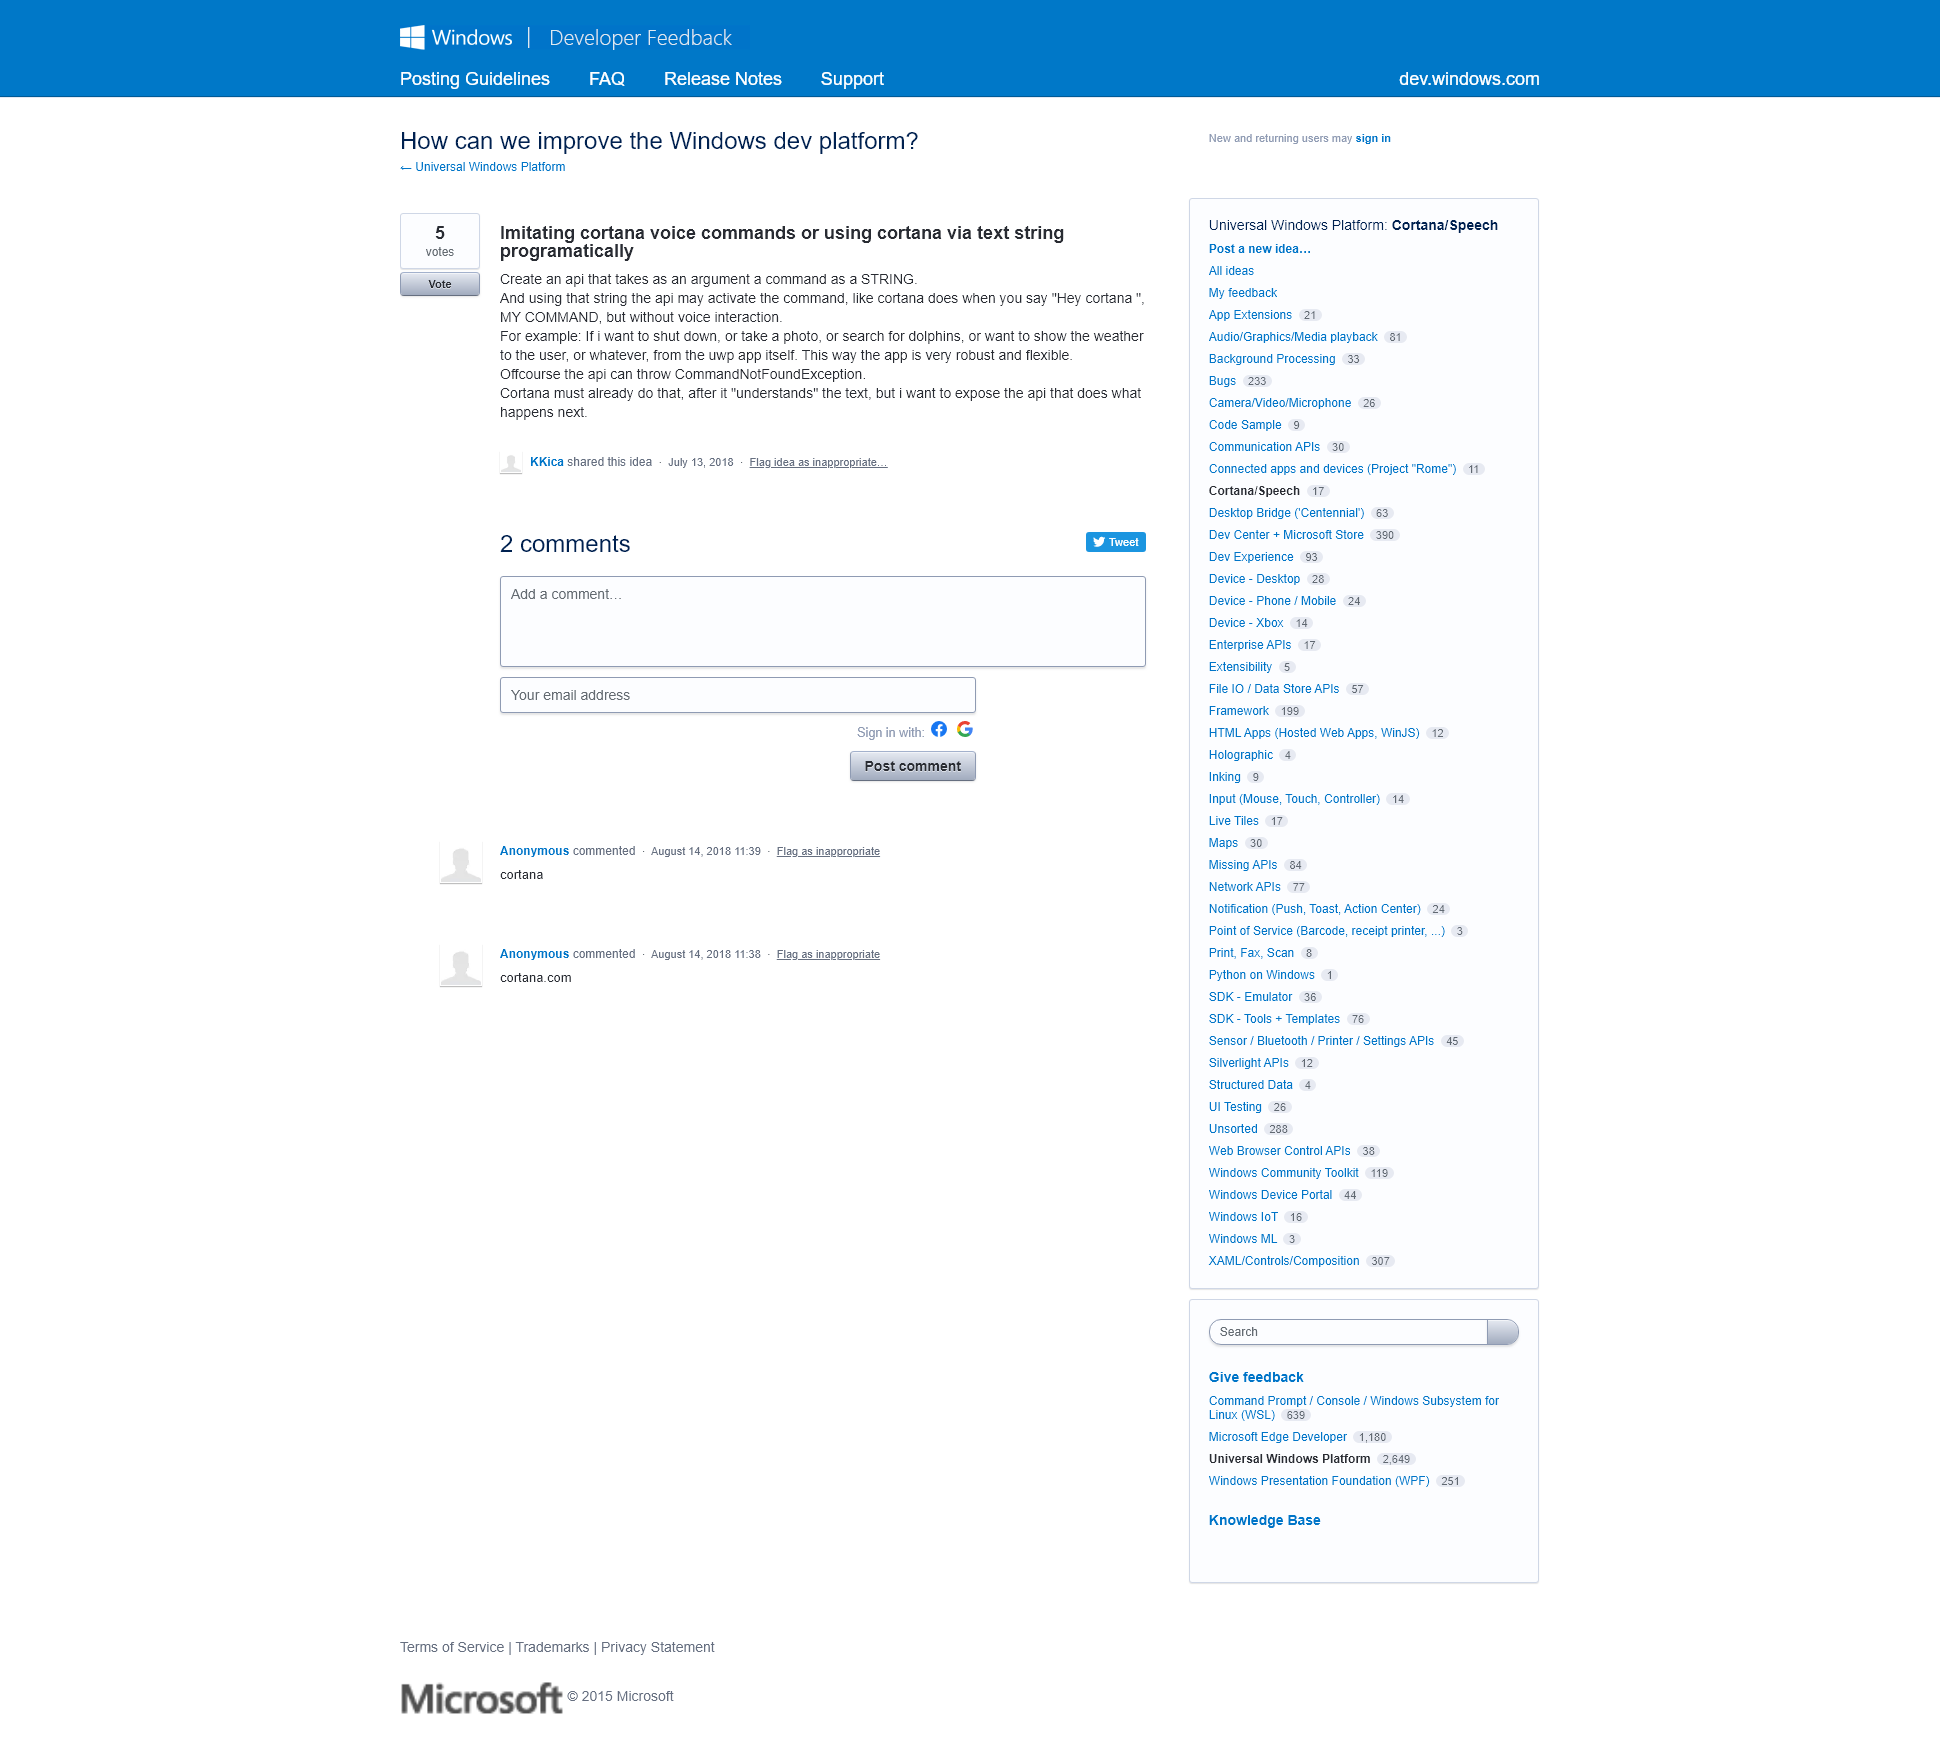 Windows | Developer Feedback
Posting Guidelines FAQ Release Notes Support dev.windows.com
How can we improve the Windows dev platform?
← Universal Windows Platform
New and returning users may sign in
5
votes
Vote
Imitating cortana voice commands or using cortana via text string
programatically
Create an api that takes as an argument a command as a STRING.
And using that string the api may activate the command, like cortana does when you say "Hey cortana ",
MY COMMAND, but without voice interaction.
For example: If i want to shut down, or take a photo, or search for dolphins, or want to show the weather
to the user, or whatever, from the uwp app itself. This way the app is very robust and flexible.
Offcourse the api can throw CommandNotFoundException.
Cortana must already do that, after it "understands" the text, but i want to expose the api that does what
happens next.
KKica shared this idea · July 13, 2018 · Flag idea as inappropriate…
2 comments
Tweet
Add a comment…
Your email address
Sign in with:
Post comment
Anonymous commented · August 14, 2018 11:39 · Flag as inappropriate
cortana
Anonymous commented · August 14, 2018 11:38 · Flag as inappropriate
cortana.com
Universal Windows Platform: Cortana/Speech
Post a new idea…
All ideas
My feedback
App Extensions 21
Audio/Graphics/Media playback 81
Background Processing 33
Bugs 233
Camera/Video/Microphone 26
Code Sample 9
Communication APIs 30
Connected apps and devices (Project "Rome") 11
Cortana/Speech 17
Desktop Bridge ('Centennial') 63
Dev Center + Microsoft Store 390
Dev Experience 93
Device - Desktop 28
Device - Phone / Mobile 24
Device - Xbox 14
Enterprise APIs 17
Extensibility 5
File IO / Data Store APIs 57
Framework 199
HTML Apps (Hosted Web Apps, WinJS) 12
Holographic 4
Inking 9
Input (Mouse, Touch, Controller) 14
Live Tiles 17
Maps 30
Missing APIs 84
Network APIs 77
Notification (Push, Toast, Action Center) 24
Point of Service (Barcode, receipt printer, ...) 3
Print, Fax, Scan 8
Python on Windows 1
SDK - Emulator 36
SDK - Tools + Templates 76
Sensor / Bluetooth / Printer / Settings APIs 45
Silverlight APIs 12
Structured Data 4
UI Testing 26
Unsorted 288
Web Browser Control APIs 38
Windows Community Toolkit 119
Windows Device Portal 44
Windows IoT 16
Windows ML 3
XAML/Controls/Composition 307
Search
Give feedback
Command Prompt / Console / Windows Subsystem for
Linux (WSL) 639
Microsoft Edge Developer 1,180
Universal Windows Platform 2,649
Windows Presentation Foundation (WPF) 251
Knowledge Base
Terms of Service | Trademarks | Privacy Statement
Microsoft © 2015 Microsoft